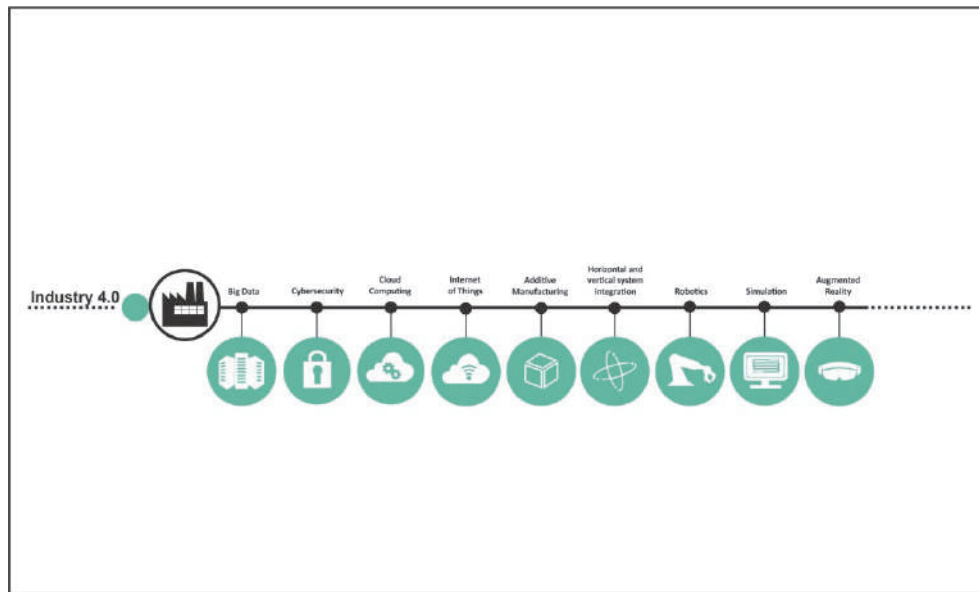 Industry 4.0
Big Data
Cybersecurity
Cloud
Computing
Internet
of Things
Additive
Manufacturing
Horizontal and
vertical system
integration
Robotics
Simulation
Augmented
Reality